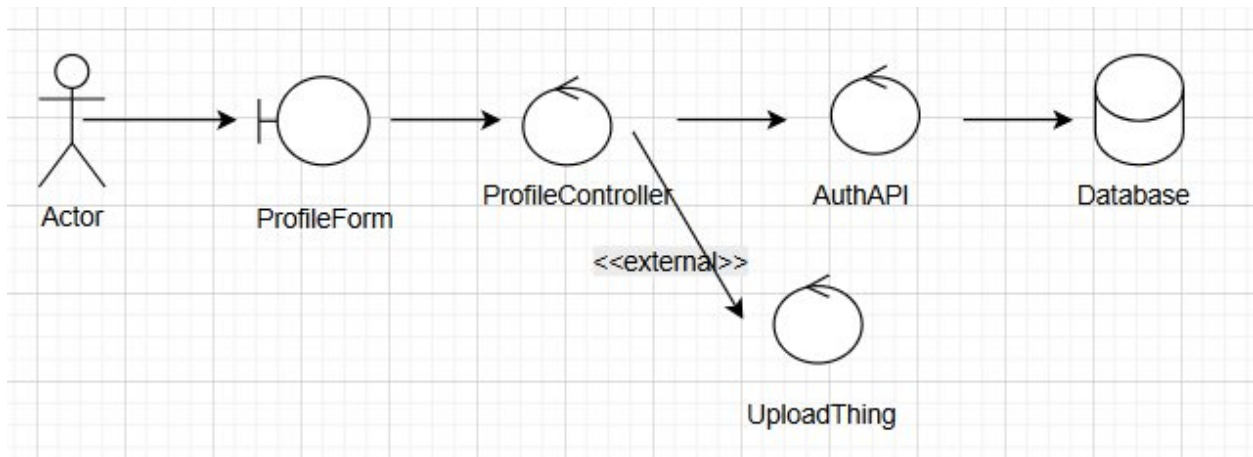 Actor
ProfileForm
ProfileController
AuthAPI
Database
<<external>>
UploadThing